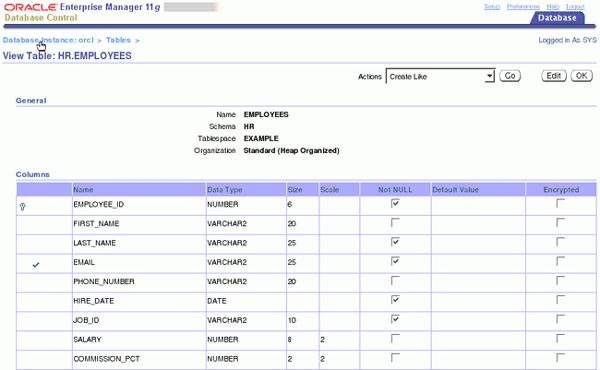 ORACLE Enterprise Manager 11g
Database Control
Setup Preferences Help Logout
Database
Database Instance: orcl > Tables >
Logged in As SYS
View Table: HR.EMPLOYEES
Actions Create Like Go Edit OK
General
Name EMPLOYEES
Schema HR
Tablespace EXAMPLE
Organization Standard (Heap Organized)
Columns
Name Data Type Size Scale Not NULL Default Value Encrypted
EMPLOYEE_ID NUMBER 6
FIRST_NAME VARCHAR2 20
LAST_NAME VARCHAR2 25
EMAIL VARCHAR2 25
PHONE_NUMBER VARCHAR2 20
HIRE_DATE DATE
JOB_ID VARCHAR2 10
SALARY NUMBER 8 2
COMMISSION_PCT NUMBER 2 2